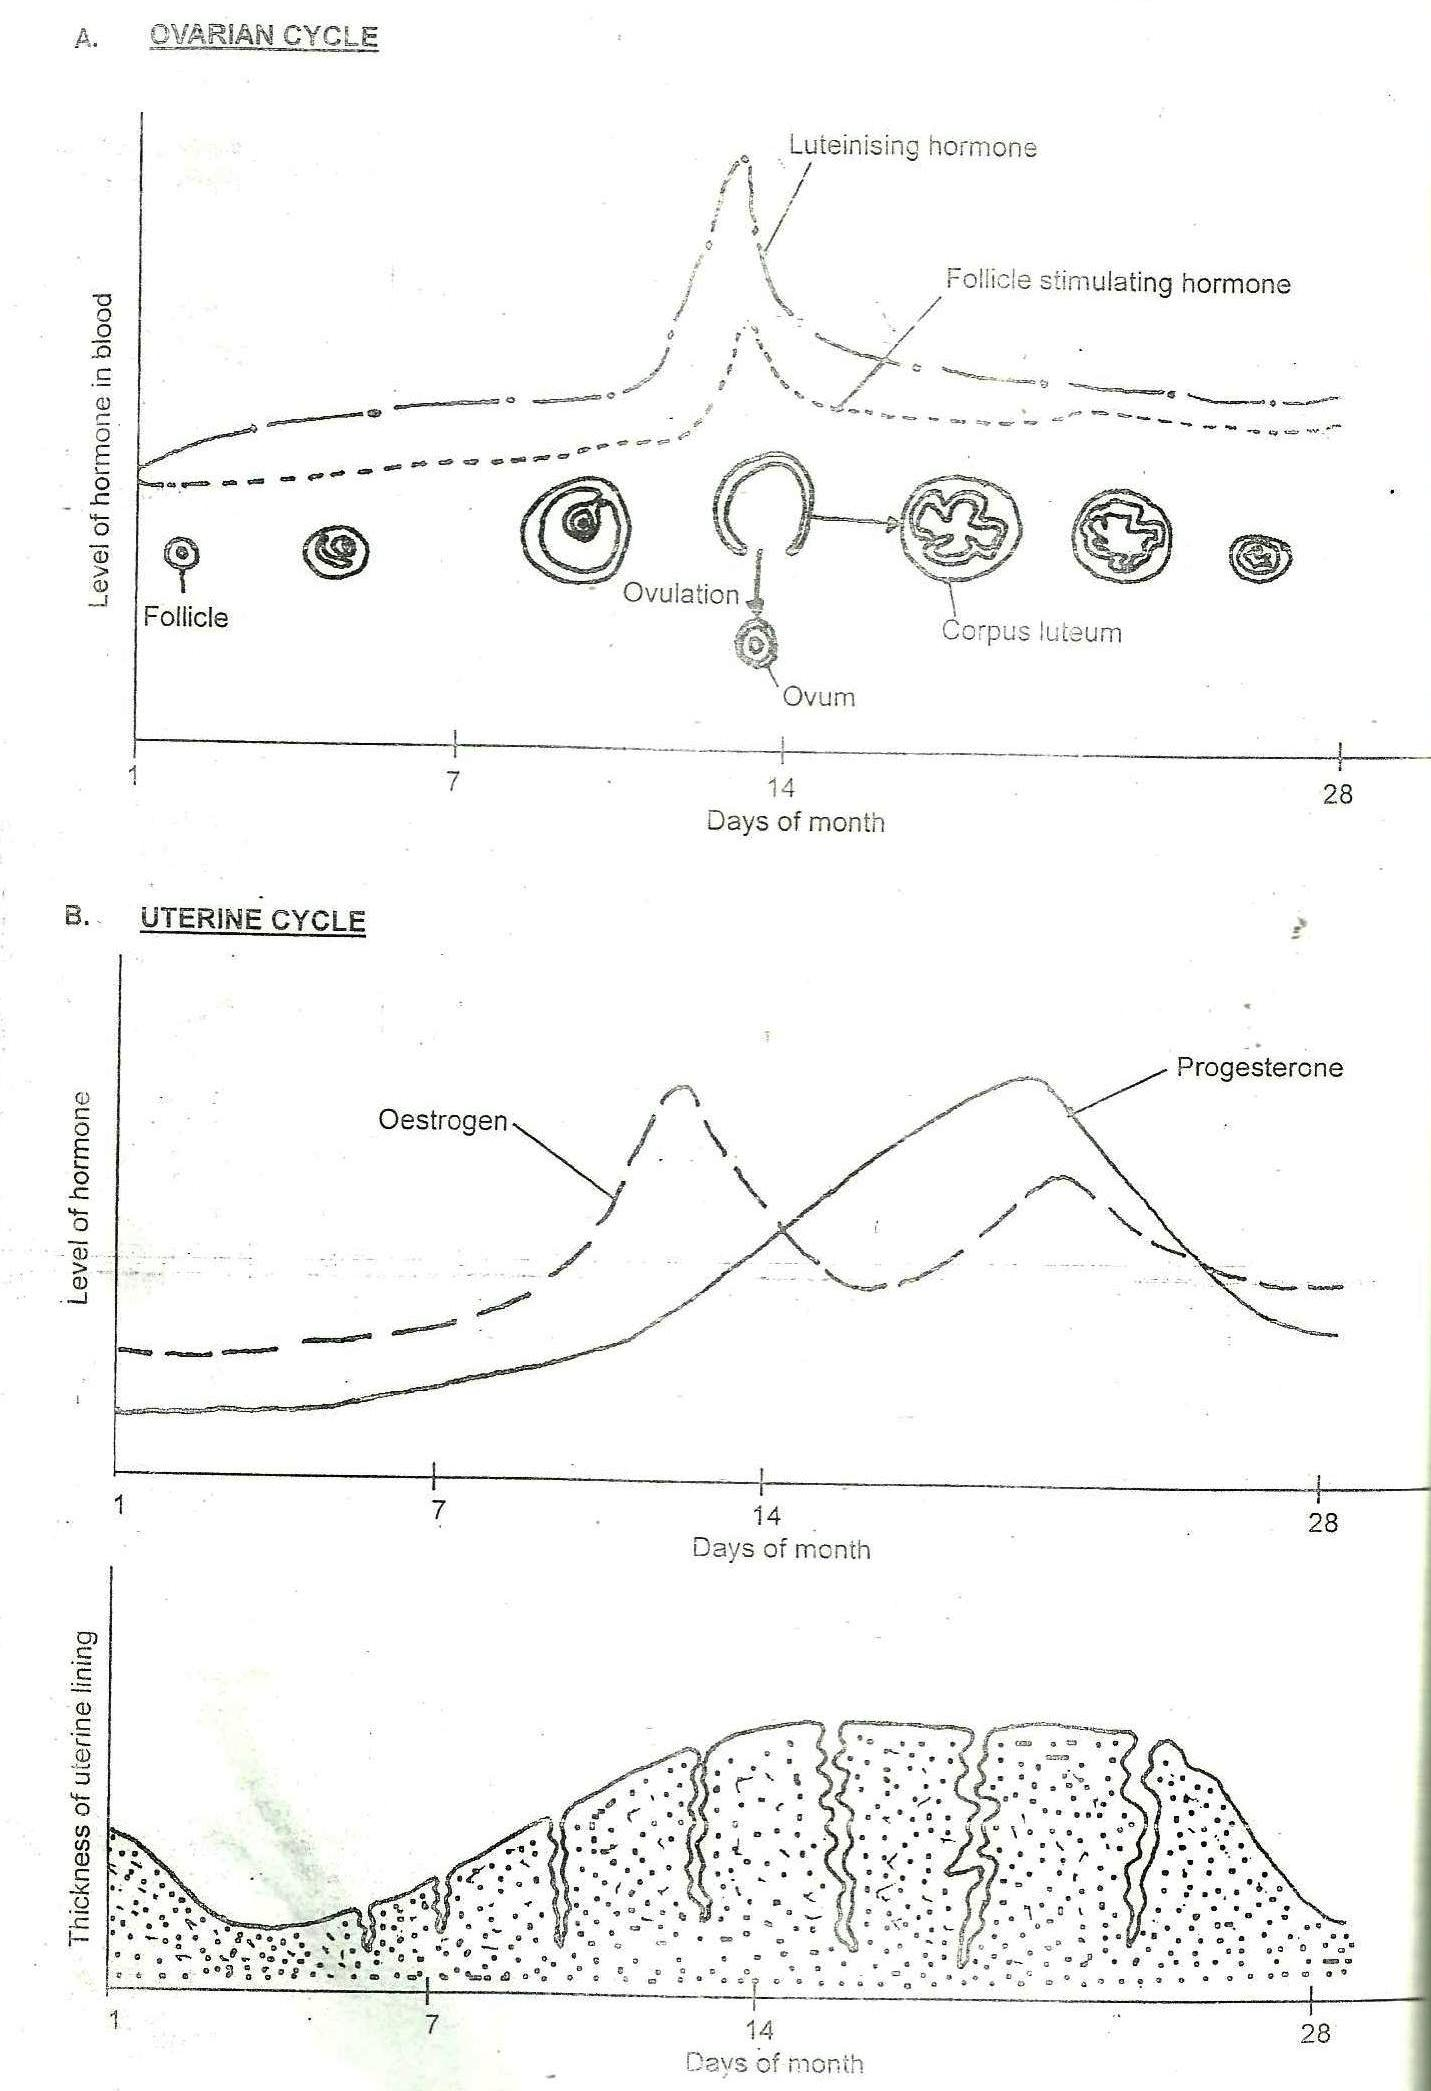 A. OVARIAN CYCLE
Luteinising hormone
Follicle stimulating hormone
Level of hormone in blood
Follicle
Ovulation
Ovum
Corpus luteum
1 7 14 28
Days of month
B. UTERINE CYCLE
Progesterone
Oestrogen
Level of hormone
1 7 14 28
Days of month
Thickness of uterine lining
1 7 14 28
Days of month